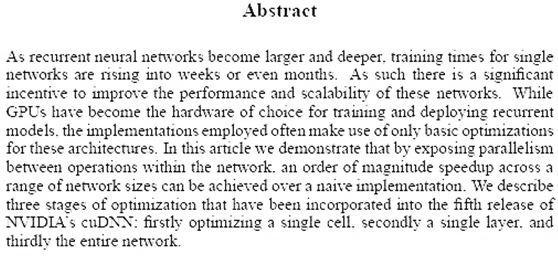 Abstract
As recurrent neural networks become larger and deeper, training times for single
networks are rising into weeks or even months. As such there is a significant
incentive to improve the performance and scalability of these networks. While
GPUs have become the hardware of choice for training and deploying recurrent
models, the implementations employed often make use of only basic optimizations
for these architectures. In this article we demonstrate that by exposing parallelism
between operations within the network, an order of magnitude speedup across a
range of network sizes can be achieved over a naive implementation. We describe
three stages of optimization that have been incorporated into the fifth release of
NVIDIA's cuDNN: firstly optimizing a single cell, secondly a single layer, and
thirdly the entire network.